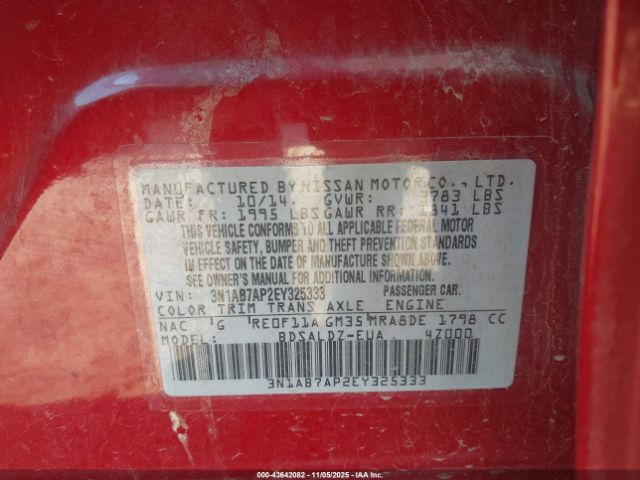 MANUFACTURED BY NISSAN MOTOR CO., LTD.
DATE: 10/14 GVWR: 3783 LBS
GAWR FR: 1995 LBS GAWR RR: 1841 LBS
THIS VEHICLE CONFORMS TO ALL APPLICABLE FEDERAL MOTOR
VEHICLE SAFETY, BUMPER AND THEFT PREVENTION STANDARDS
IN EFFECT ON THE DATE OF MANUFACTURE SHOWN ABOVE.
SEE OWNER'S MANUAL FOR ADDITIONAL INFORMATION.
VIN: 3N1AB7AP2EY325333 PASSENGER CAR.
COLOR TRIM TRANS AXLE ENGINE
NAC G RE0F11A GM35 MRA8DE 1798 CC
MODEL: BDSALDZ-EUA 47000
3N1AB7AP2EY325333
000-43642082 - 11/05/2025 - IAAI.COM